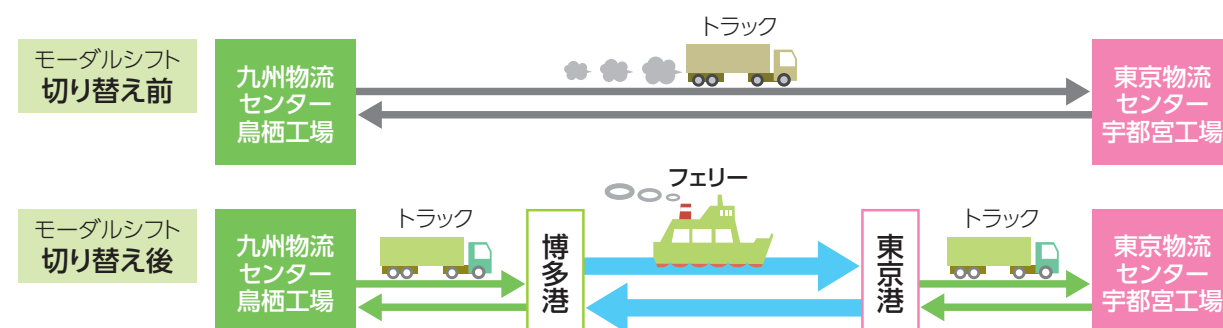 モーダルシフト
切り替え前
九州物流
センター
鳥栖工場
トラック
東京物流
センター
宇都宮工場
モーダルシフト
切り替え後
九州物流
センター
鳥栖工場
トラック
博多港
フェリー
東京港
トラック
東京物流
センター
宇都宮工場